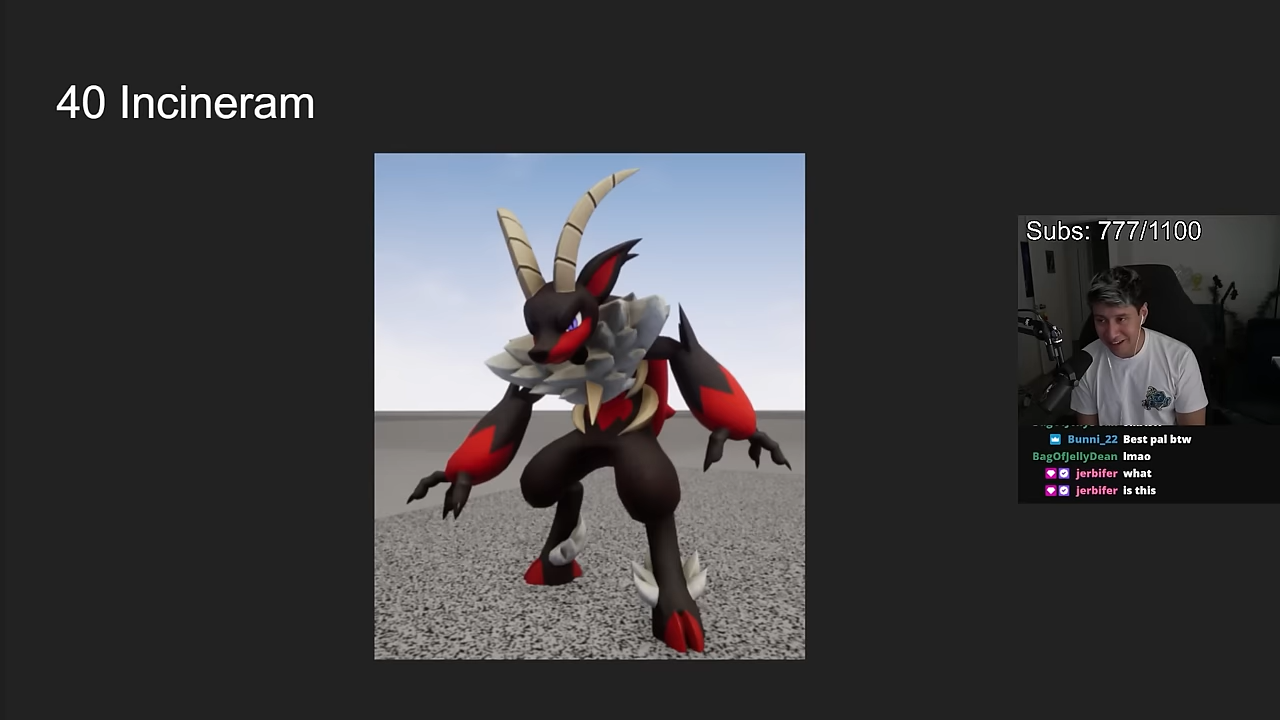 40 Incineram
Subs: 777/1100
Bunni_22 Best pal btw
BagOfJellyDean lmao
jerbifer what
jerbifer is this